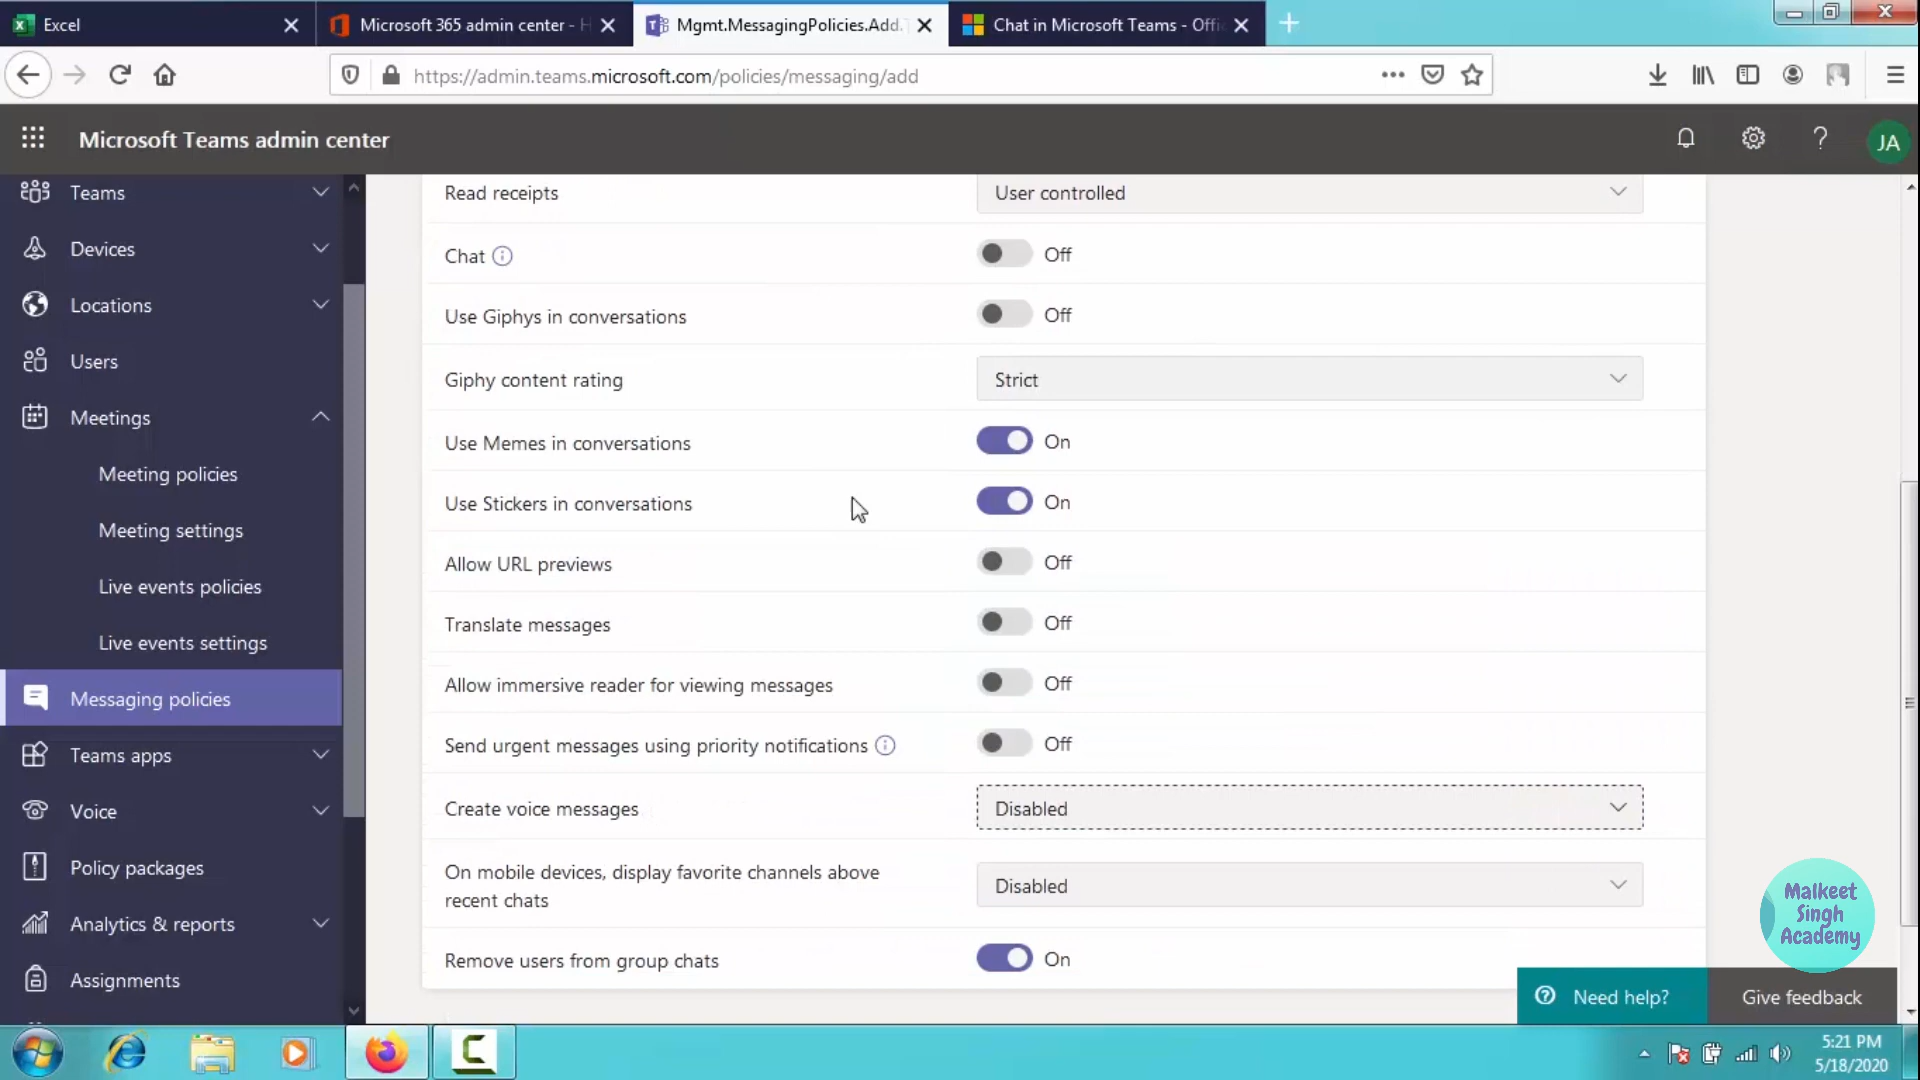 Excel
Microsoft 365 admin center - H
Mgmt.MessagingPolicies.Add.T
Chat in Microsoft Teams - Offi
https://admin.teams.microsoft.com/policies/messaging/add
Microsoft Teams admin center
JA
Teams
Devices
Locations
Users
Meetings
Meeting policies
Meeting settings
Live events policies
Live events settings
Messaging policies
Teams apps
Voice
Policy packages
Analytics & reports
Assignments
Read receipts
User controlled
Chat
Off
Use Giphys in conversations
Off
Giphy content rating
Strict
Use Memes in conversations
On
Use Stickers in conversations
On
Allow URL previews
Off
Translate messages
Off
Allow immersive reader for viewing messages
Off
Send urgent messages using priority notifications
Off
Create voice messages
Disabled
On mobile devices, display favorite channels above
recent chats
Disabled
Remove users from group chats
On
Malkeet
Singh
Academy
Need help?
Give feedback
5:21 PM
5/18/2020